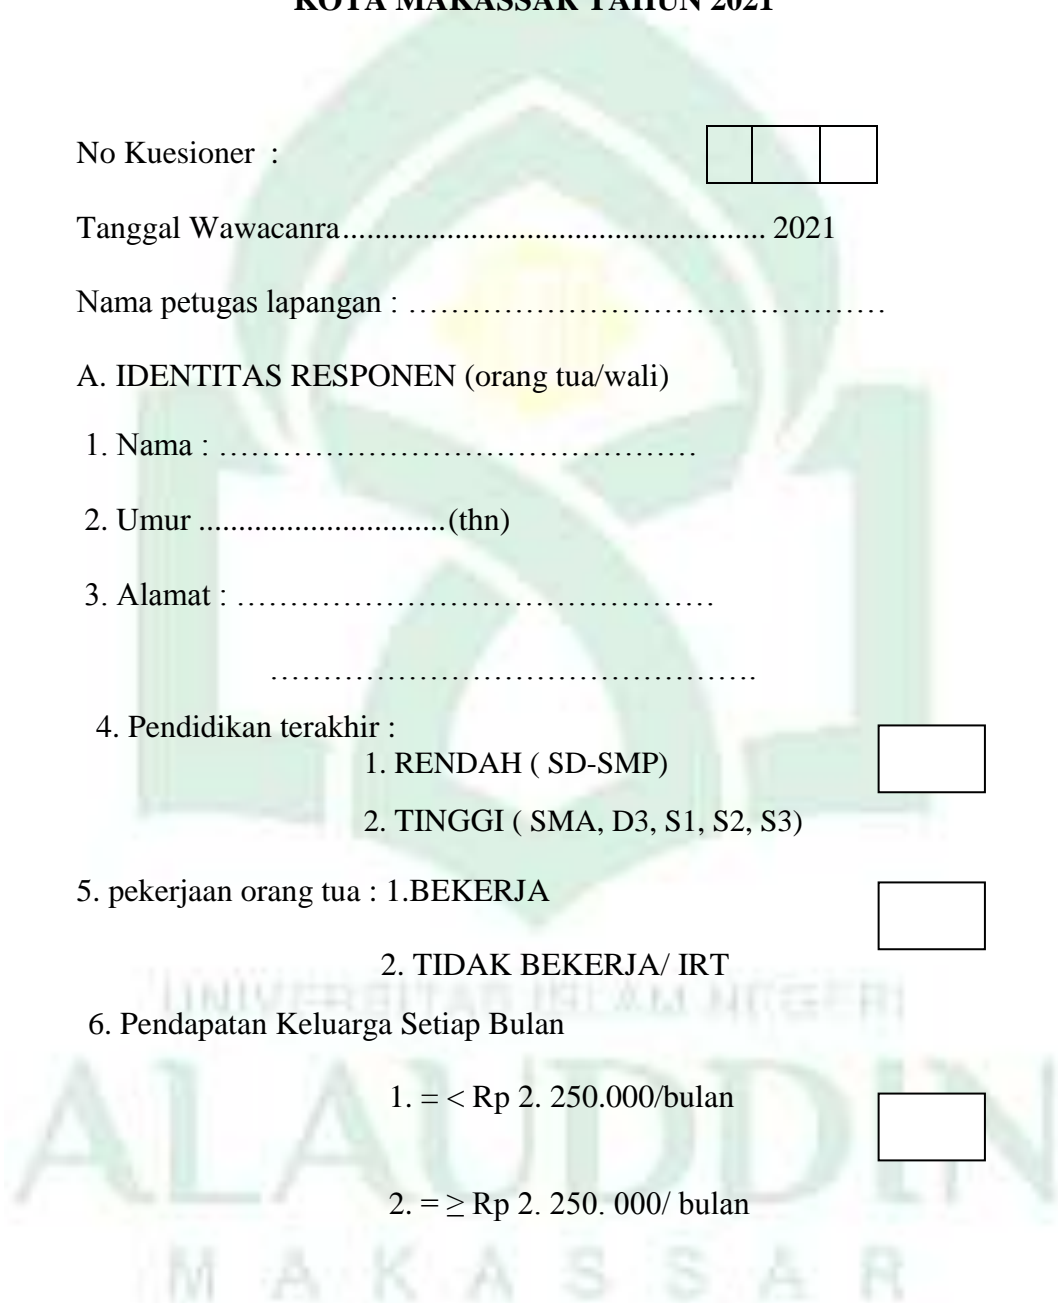 KOTA MAKASSAR TAHUN 2021
No Kuesioner :
Tanggal Wawacanra..................................................... 2021
Nama petugas lapangan : ………………………………………
A. IDENTITAS RESPONEN (orang tua/wali)
1. Nama : ………………………………………
2. Umur ...............................(thn)
3. Alamat : ………………………………………
……………………………………….
4. Pendidikan terakhir :
1. RENDAH ( SD-SMP)
2. TINGGI ( SMA, D3, S1, S2, S3)
5. pekerjaan orang tua : 1.BEKERJA
2. TIDAK BEKERJA/ IRT
UNIVERSITAS ISLAM NEGERI
6. Pendapatan Keluarga Setiap Bulan
1. = < Rp 2. 250.000/bulan
ALAUDDIN
2. = ≥ Rp 2. 250. 000/ bulan
MAKASSAR